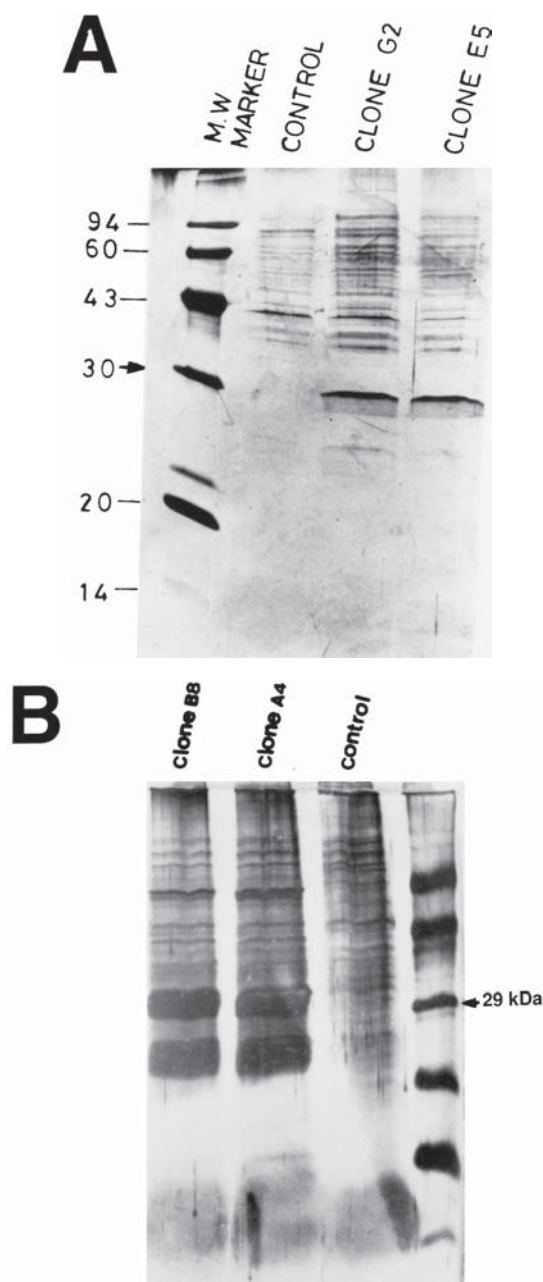 A
M.W MARKER
CONTROL
CLONE G2
CLONE E5
94
60
43
30
20
14
B
Clone B8
Clone A4
Control
29 kDa